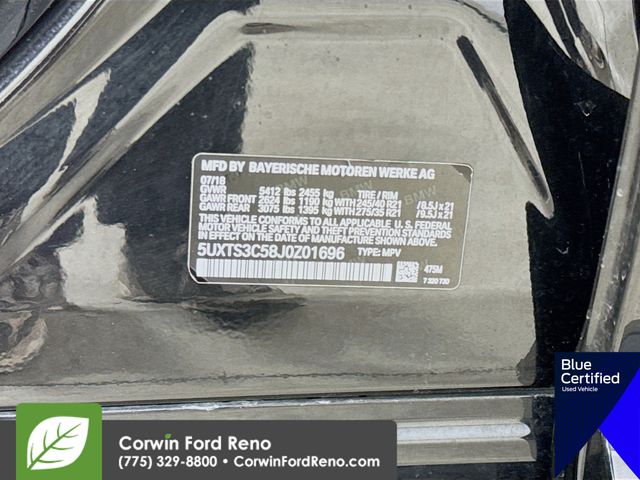 MFD BY BAYERISCHE MOTOREN WERKE AG
07/18
GVWR 5412 lbs 2455 kg TIRE / RIM
GAWR FRONT 2624 lbs 1190 kg WITH 245/40 R21 /8.5J x 21
GAWR REAR 3075 lbs 1395 kg WITH 275/35 R21 /9.5J x 21
THIS VEHICLE CONFORMS TO ALL APPLICABLE U.S. FEDERAL
MOTOR VEHICLE SAFETY, BUMPER AND THEFT PREVENTION STANDARDS
IN EFFECT ON THE DATE OF MANUFACTURE SHOWN ABOVE.
5UXTS3C58J0Z01696 TYPE: MPV
475M
7 320 730
Blue
Certified
Used Vehicle
Corwin Ford Reno
(775) 329-8800 • CorwinFordReno.com